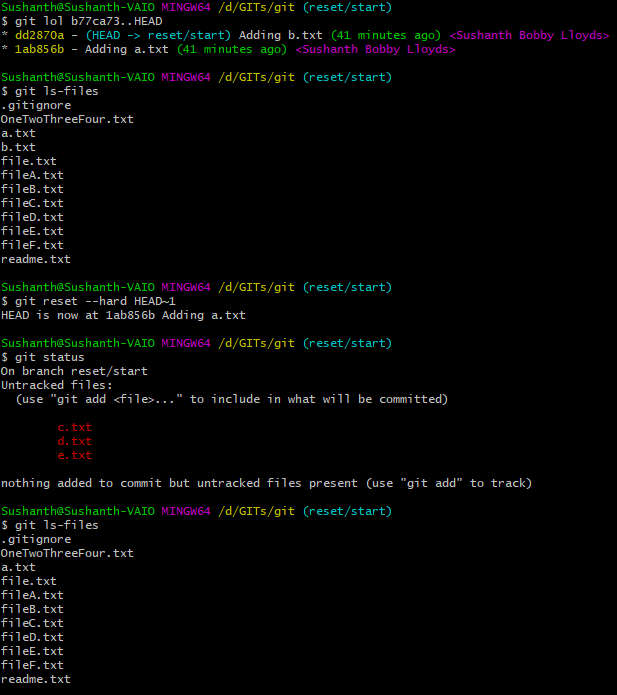 Sushanth@Sushanth-VAIO MINGW64 /d/GITs/git (reset/start)
$ git lol b77ca73..HEAD
* dd2870a - (HEAD -> reset/start) Adding b.txt (41 minutes ago) <Sushanth Bobby Lloyds>
* 1ab856b - Adding a.txt (41 minutes ago) <Sushanth Bobby Lloyds>
Sushanth@Sushanth-VAIO MINGW64 /d/GITs/git (reset/start)
$ git ls-files
.gitignore
OneTwoThreeFour.txt
a.txt
b.txt
file.txt
fileA.txt
fileB.txt
fileC.txt
fileD.txt
fileE.txt
fileF.txt
readme.txt
Sushanth@Sushanth-VAIO MINGW64 /d/GITs/git (reset/start)
$ git reset --hard HEAD~1
HEAD is now at 1ab856b Adding a.txt
Sushanth@Sushanth-VAIO MINGW64 /d/GITs/git (reset/start)
$ git status
On branch reset/start
Untracked files:
(use "git add <file>..." to include in what will be committed)
c.txt
d.txt
e.txt
nothing added to commit but untracked files present (use "git add" to track)
Sushanth@Sushanth-VAIO MINGW64 /d/GITs/git (reset/start)
$ git ls-files
.gitignore
OneTwoThreeFour.txt
a.txt
file.txt
fileA.txt
fileB.txt
fileC.txt
fileD.txt
fileE.txt
fileF.txt
readme.txt